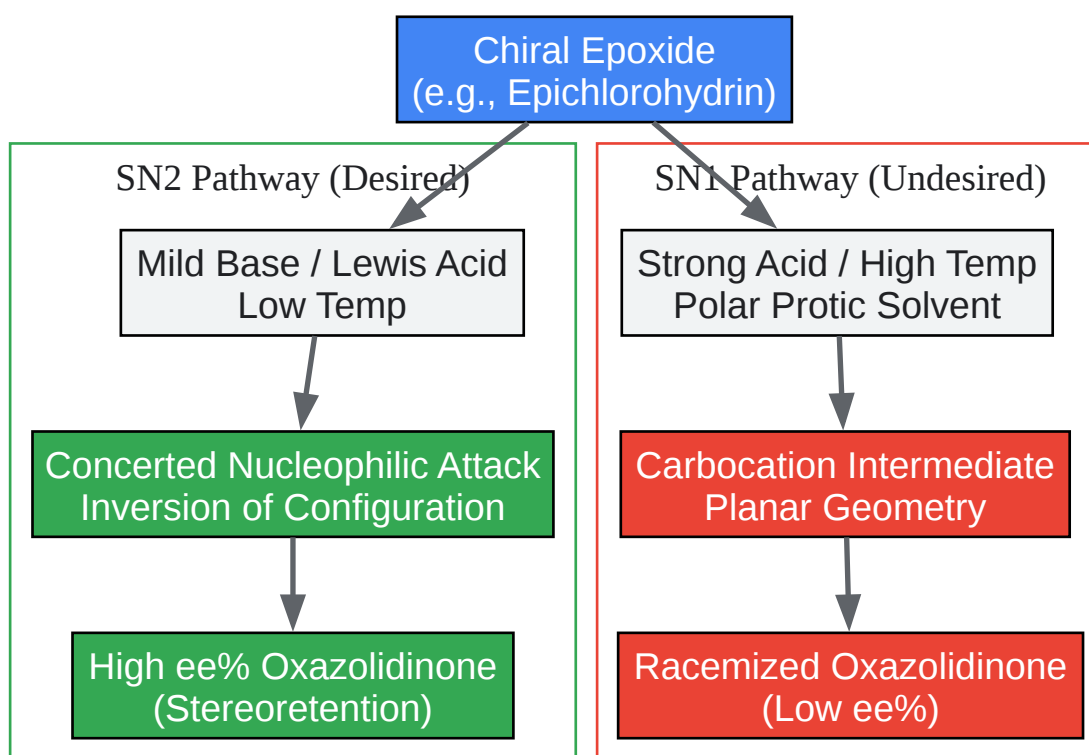 Chiral Epoxide
(e.g., Epichlorohydrin)
SN2 Pathway (Desired)
Mild Base / Lewis Acid
Low Temp
Concerted Nucleophilic Attack
Inversion of Configuration
High ee% Oxazolidinone
(Stereoretention)
SN1 Pathway (Undesired)
Strong Acid / High Temp
Polar Protic Solvent
Carbocation Intermediate
Planar Geometry
Racemized Oxazolidinone
(Low ee%)